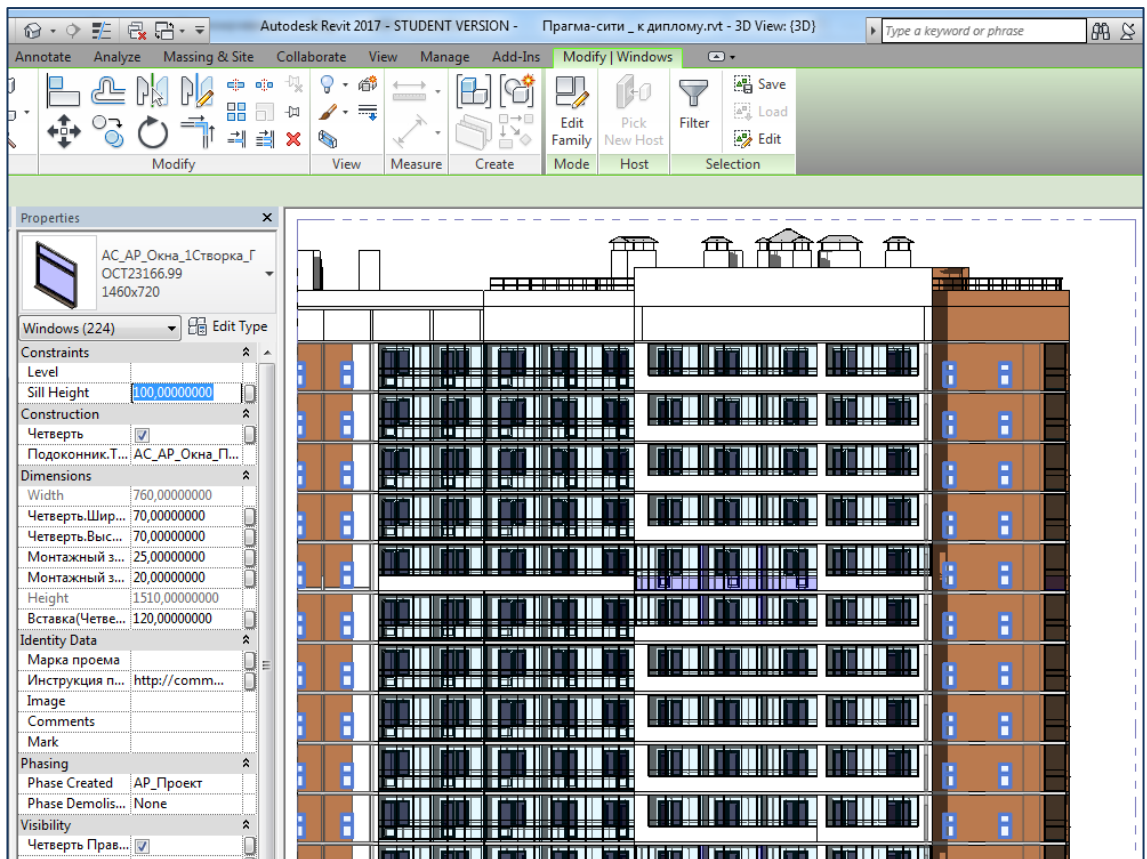 Autodesk Revit 2017 - STUDENT VERSION - Прагма-сити _ к диплому.rvt - 3D View: {3D}
Type a keyword or phrase
Annotate Analyze Massing & Site Collaborate View Manage Add-Ins Modify | Windows
Save
Load
Edit
Edit Family
Pick New Host
Filter
Modify View Measure Create Mode Host Selection
Properties
АС_АР_Окна_1Створка_Г
ОСТ23166.99
1460x720
Windows (224) Edit Type
Constraints
Level
Sill Height 100,00000000
Construction
Четверть
Подоконник.Т... АС_АР_Окна_П...
Dimensions
Width 760,00000000
Четверть.Шир... 70,00000000
Четверть.Выс... 70,00000000
Монтажный з... 25,00000000
Монтажный з... 20,00000000
Height 1510,00000000
Вставка(Четве... 120,00000000
Identity Data
Марка проема
Инструкция п... http://comm...
Image
Comments
Mark
Phasing
Phase Created АР_Проект
Phase Demolis... None
Visibility
Четверть Прав...